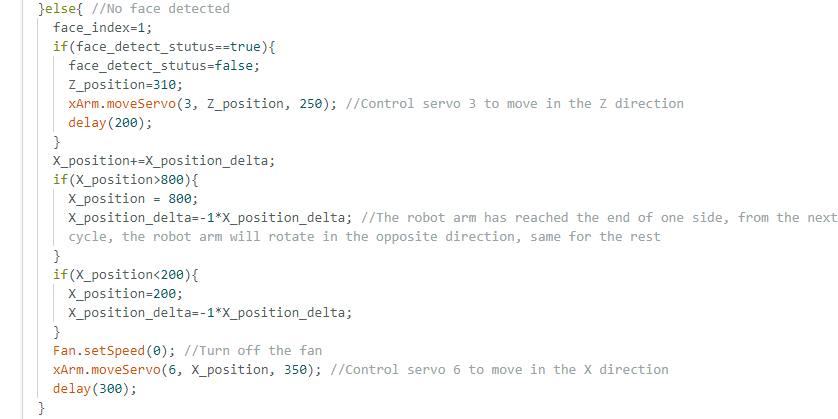 }else{ //No face detected
face_index=1;
if(face_detect_stutus==true){
face_detect_stutus=false;
Z_position=310;
xArm.moveServo(3, Z_position, 250); //Control servo 3 to move in the Z direction
delay(200);
}
X_position+=X_position_delta;
if(X_position>800){
X_position = 800;
X_position_delta=-1*X_position_delta; //The robot arm has reached the end of one side, from the next
cycle, the robot arm will rotate in the opposite direction, same for the rest
}
if(X_position<200){
X_position=200;
X_position_delta=-1*X_position_delta;
}
Fan.setSpeed(0); //Turn off the fan
xArm.moveServo(6, X_position, 350); //Control servo 6 to move in the X direction
delay(300);
}